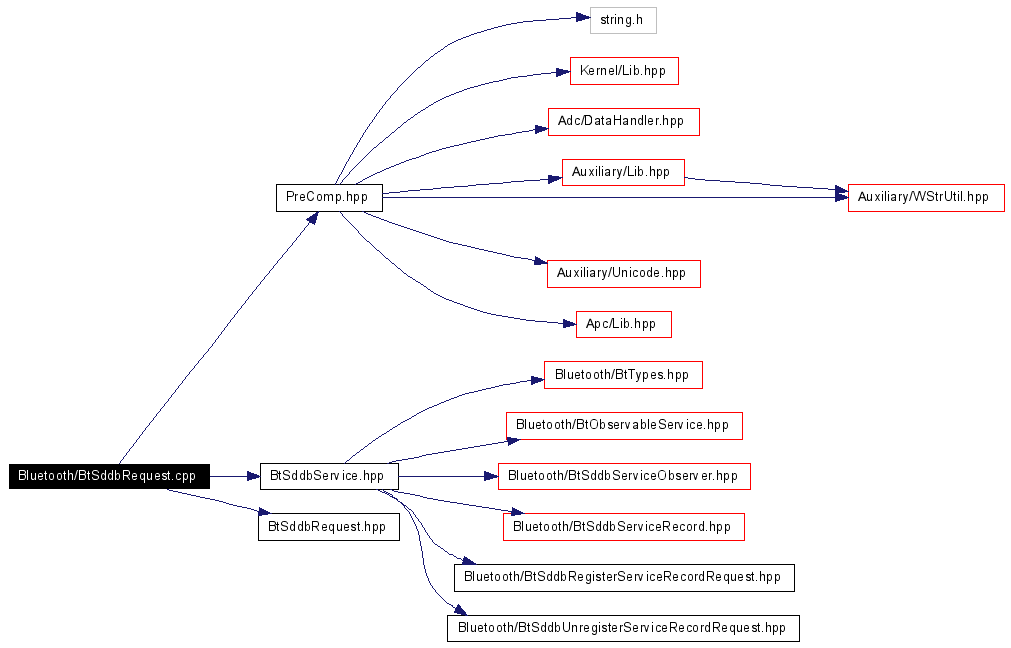 string.h
Kernel/Lib.hpp
Adc/DataHandler.hpp
Auxiliary/Lib.hpp
PreComp.hpp
Auxiliary/WStrUtil.hpp
Auxiliary/Unicode.hpp
Apc/Lib.hpp
Bluetooth/BtTypes.hpp
Bluetooth/BtObservableService.hpp
Bluetooth/BtSddbRequest.cpp
BtSddbService.hpp
Bluetooth/BtSddbServiceObserver.hpp
BtSddbRequest.hpp
Bluetooth/BtSddbServiceRecord.hpp
Bluetooth/BtSddbRegisterServiceRecordRequest.hpp
Bluetooth/BtSddbUnregisterServiceRecordRequest.hpp